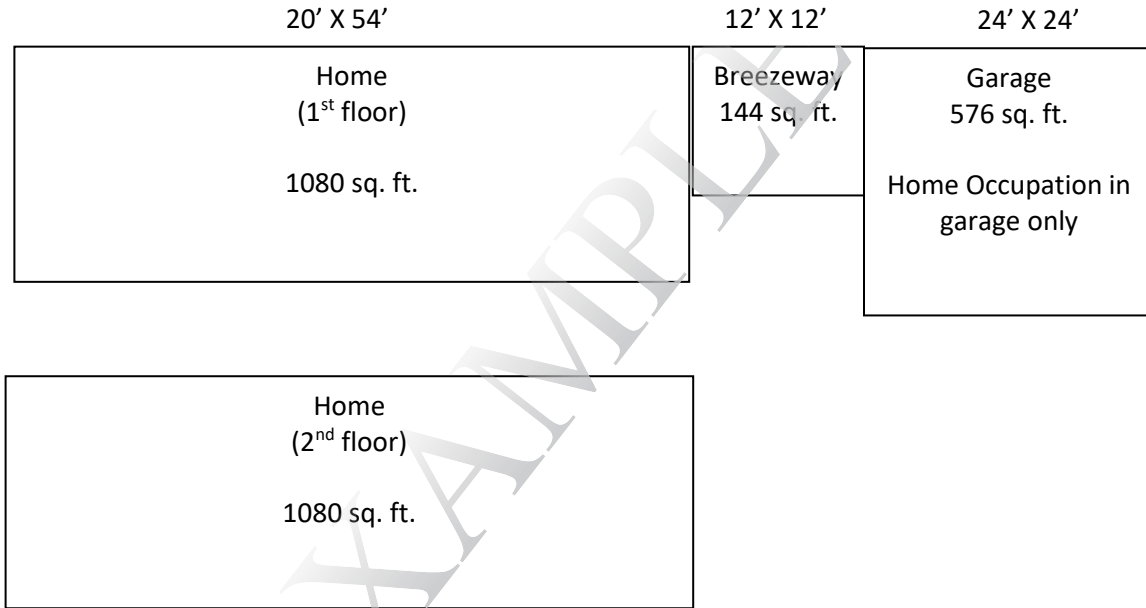 20’ X 54’ 12’ X 12’ 24’ X 24’
Home
(1st floor)
1080 sq. ft.
Breezeway
144 sq. ft.
Garage
576 sq. ft.
Home Occupation in
garage only
Home
(2nd floor)
1080 sq. ft.
XAMPLE